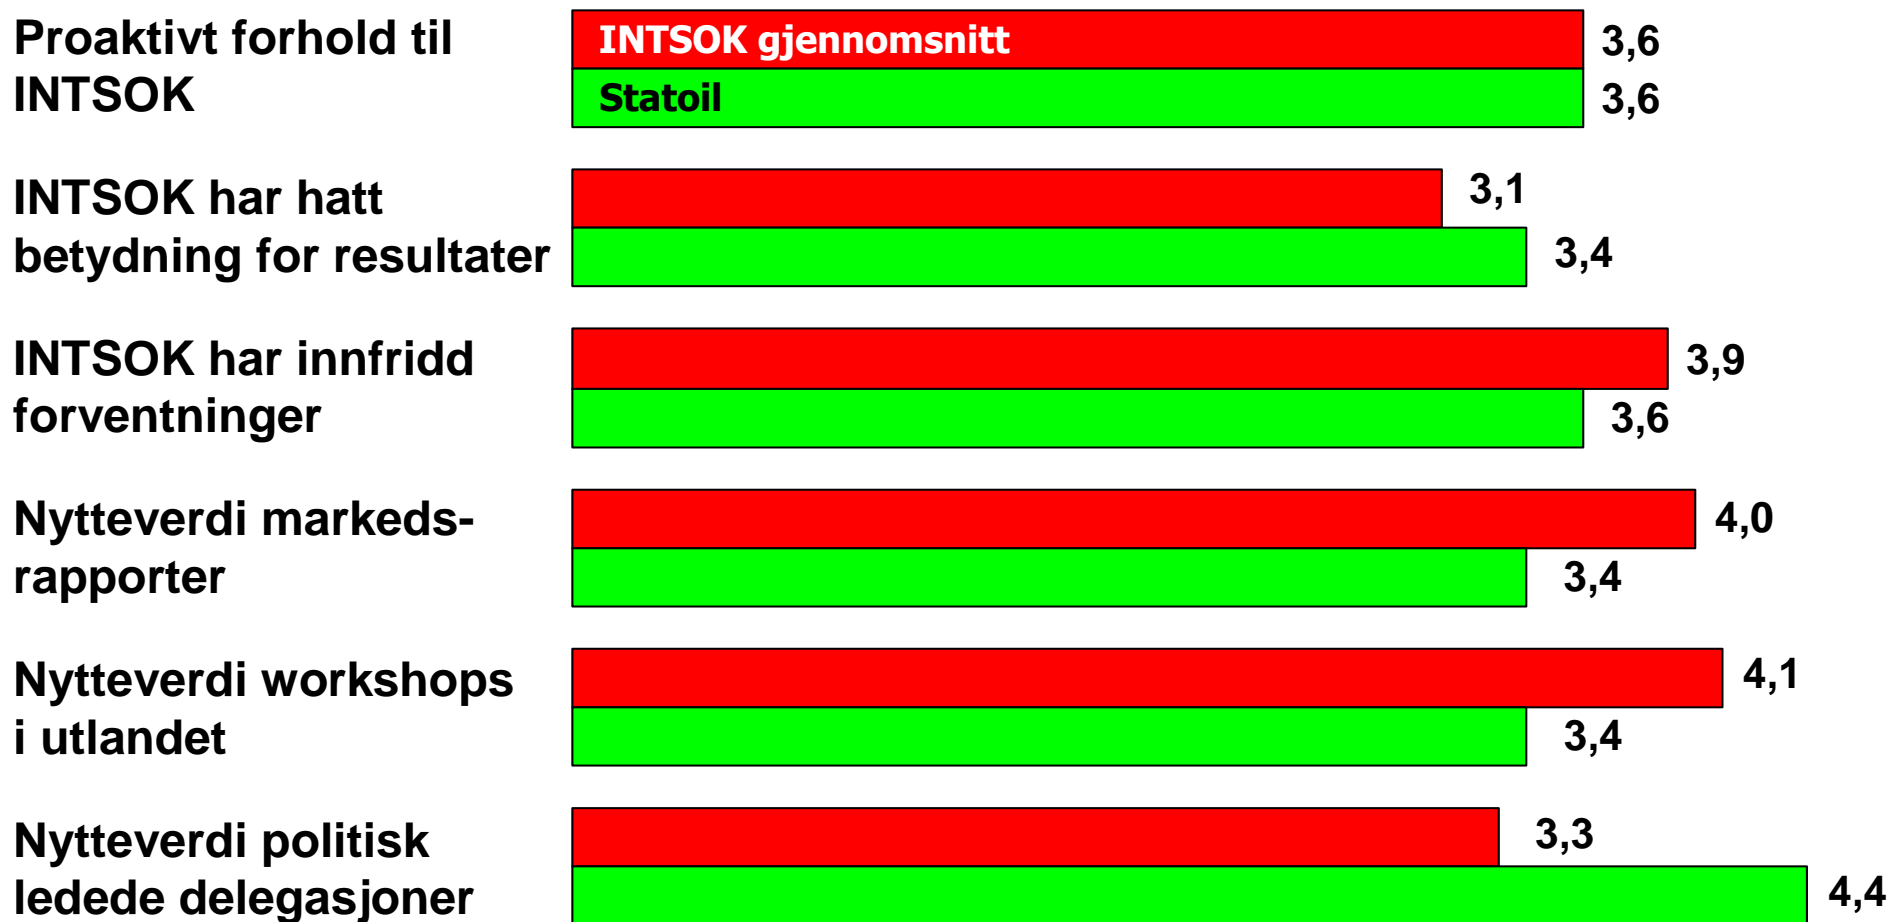 Proaktivt forhold til
INTSOK
INTSOK gjennomsnitt
3,6
Statoil
3,6
INTSOK har hatt
betydning for resultater
3,1
3,4
INTSOK har innfridd
forventninger
3,9
3,6
Nytteverdi markeds-
rapporter
4,0
3,4
Nytteverdi workshops
i utlandet
4,1
3,4
Nytteverdi politisk
ledede delegasjoner
3,3
4,4